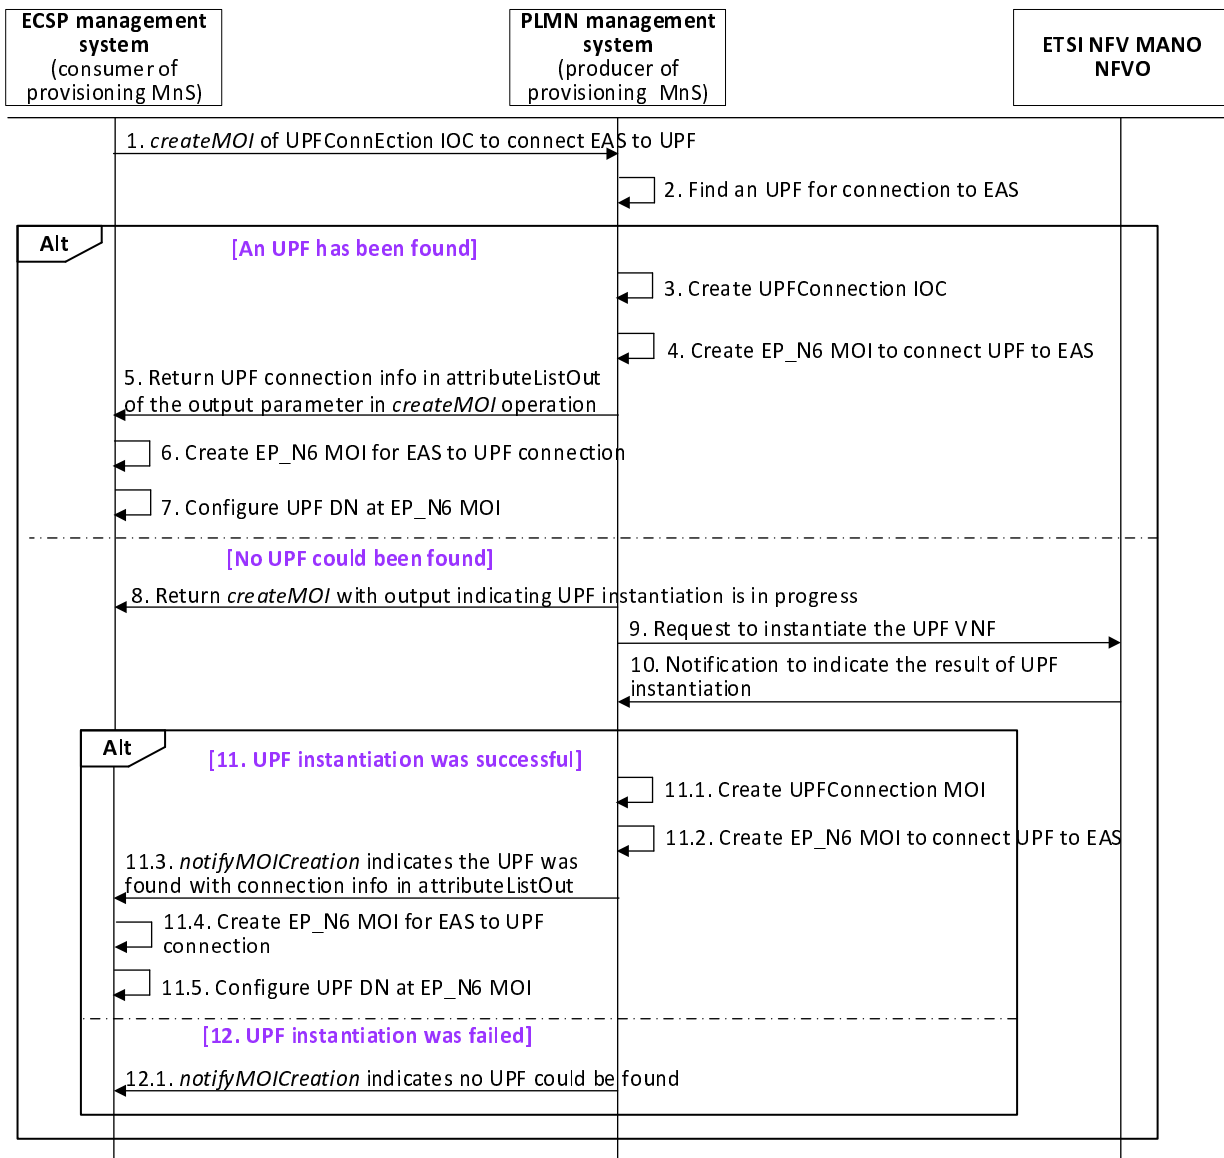 ECSP management
system
(consumer of
provisioning MnS)
PLMN management
system
(producer of
provisioning MnS)
ETSI NFV MANO
NFVO
1. createMOI of UPFConnEction IOC to connect EAS to UPF
2. Find an UPF for connection to EAS
Alt
[An UPF has been found]
3. Create UPFConnection IOC
4. Create EP_N6 MOI to connect UPF to EAS
5. Return UPF connection info in attributeListOut
of the output parameter in createMOI operation
6. Create EP_N6 MOI for EAS to UPF connection
7. Configure UPF DN at EP_N6 MOI
[No UPF could been found]
8. Return createMOI with output indicating UPF instantiation is in progress
9. Request to instantiate the UPF VNF
10. Notification to indicate the result of UPF
instantiation
Alt
[11. UPF instantiation was successful]
11.1. Create UPFConnection MOI
11.2. Create EP_N6 MOI to connect UPF to EAS
11.3. notifyMOICreation indicates the UPF was
found with connection info in attributeListOut
11.4. Create EP_N6 MOI for EAS to UPF
connection
11.5. Configure UPF DN at EP_N6 MOI
[12. UPF instantiation was failed]
12.1. notifyMOICreation indicates no UPF could be found